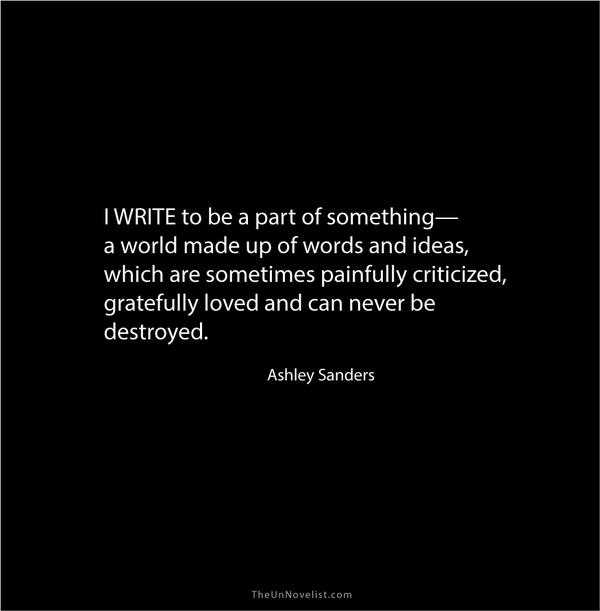 I WRITE to be a part of something—
a world made up of words and ideas,
which are sometimes painfully criticized,
gratefully loved and can never be
destroyed.
Ashley Sanders
TheUnNovelist.com